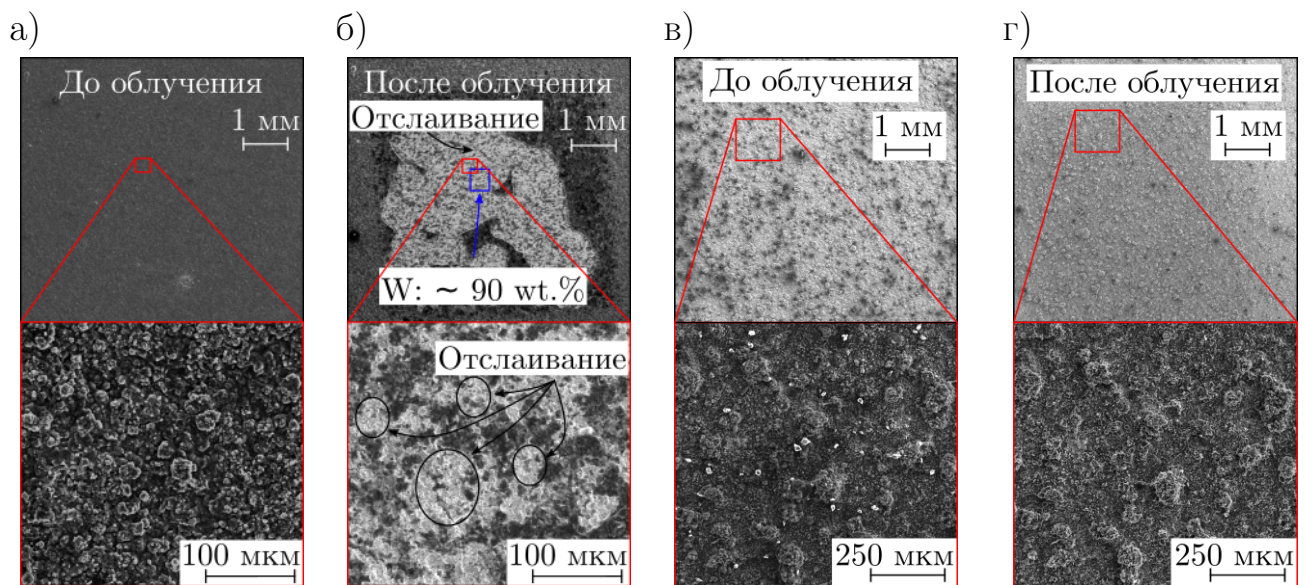 а)
б)
в)
г)
До облучения
1 мм
После облучения
Отслаивание
1 мм
W: ~ 90 wt.%
До облучения
1 мм
После облучения
1 мм
100 мкм
Отслаивание
100 мкм
250 мкм
250 мкм